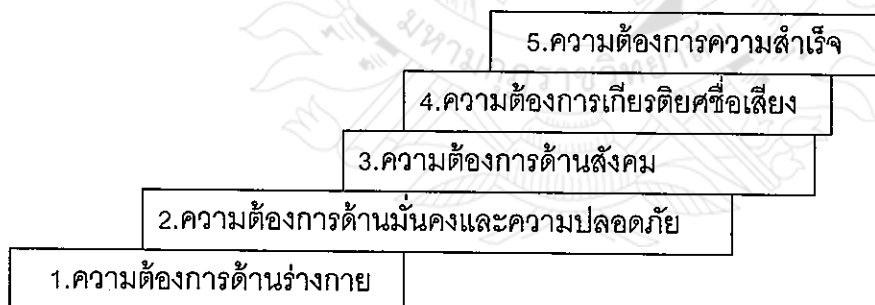 5.ความต้องการความสำเร็จ
4.ความต้องการเกียรติยศชื่อเสียง
3.ความต้องการด้านสังคม
2.ความต้องการด้านมั่นคงและความปลอดภัย
1.ความต้องการด้านร่างกาย